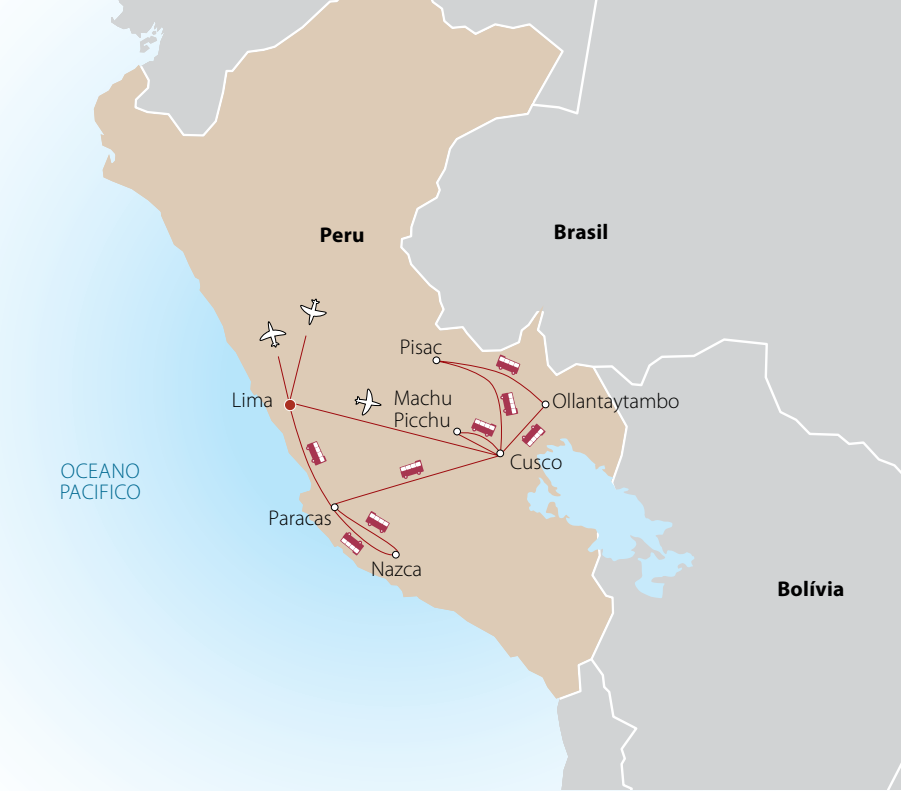 Peru
Brasil
Pisac
Machu
Picchu
Lima
Ollantaytambo
Cusco
OCEANO
PACIFICO
Paracas
Nazca
Bolívia